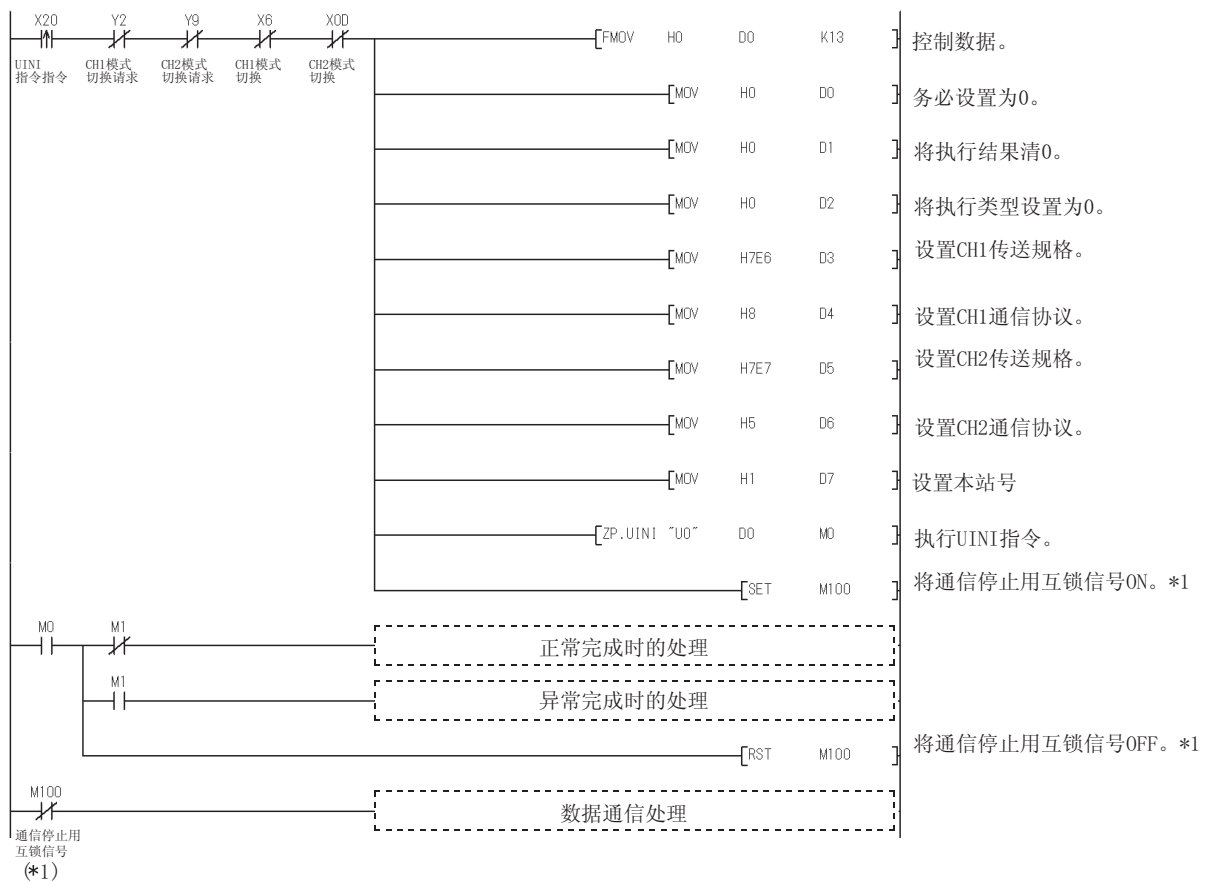 X20 Y2 Y9 X6 X0D
FMOV H0 D0 K13 控制数据。
UINI CH1模式 CH2模式 CH1模式 CH2模式
指令指令 切换请求 切换请求 切换 切换
MOV H0 D0 务必设置为0。
MOV H0 D1 将执行结果清0。
MOV H0 D2 将执行类型设置为0。
MOV H7E6 D3 设置CH1传送规格。
MOV H8 D4 设置CH1通信协议。
MOV H7E7 D5 设置CH2传送规格。
MOV H5 D6 设置CH2通信协议。
MOV H1 D7 设置本站号
ZP.UINI "U0" D0 M0 执行UINI指令。
SET M100 将通信停止用互锁信号ON。*1
M0 M1
正常完成时的处理
M1
异常完成时的处理
RST M100 将通信停止用互锁信号OFF。*1
M100
数据通信处理
通信停止用
互锁信号
(*1)